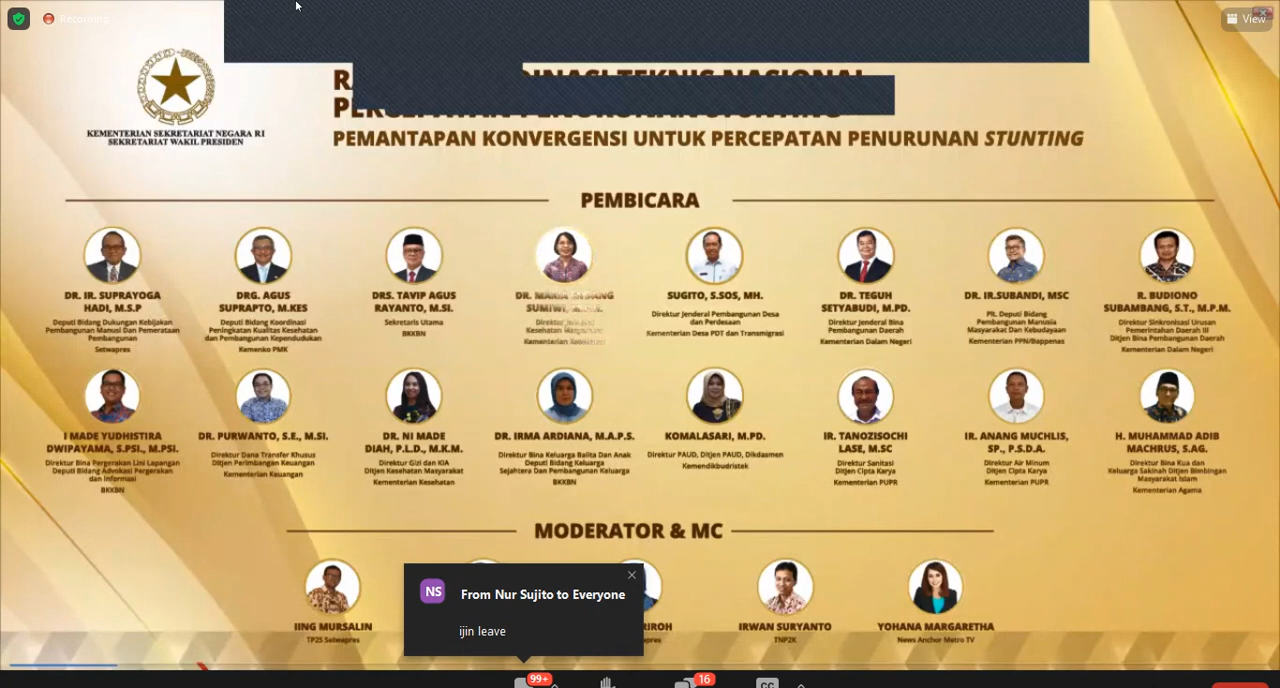 Recording
View
KEMENTERIAN SEKRETARIAT NEGARA RI
SEKRETARIAT WAKIL PRESIDEN
PEMANTAPAN KONVERGENSI UNTUK PERCEPATAN PENURUNAN STUNTING
PEMBICARA
DR. IR. SUPRAYOGA
HADI, M.S.P
Deputi Bidang Dukungan Kebijakan
Pembangunan Manusi Dan Pemerataan
Pembangunan
Setwapres
DRG. AGUS
SUPRAPTO, M.KES
Deputi Bidang Koordinasi
Peningkatan Kualitas Kesehatan
dan Pembangunan Kependudukan
Kemenko PMK
DRS. TAVIP AGUS
RAYANTO, M.SI.
Sekretaris Utama
BKKBN
DR.
Kesehatan
Kementerian
SUGITO, S.SOS, MH.
Direktur Jenderal Pembangunan Desa
dan Perdesaan
Kementerian Desa PDT dan Transmigrasi
DR. TEGUH
SETYABUDI, M.PD.
Direktur Jenderal Bina
Pembangunan Daerah
Kementerian Dalam Negeri
DR. IR.SUBANDI, MSC
Plt. Deputi Bidang
Pembangunan Manusia
Masyarakat Dan Kebudayaan
Kementerian PPN/Bappenas
R. BUDIONO
SUBAMBANG, S.T., M.P.M.
Direktur Sinkronisasi Urusan
Pemerintahan Daerah III
Ditjen Bina Pembangunan Daerah
Kementerian Dalam Negeri
I MADE YUDHISTIRA
DWIPAYAMA, S.PSI., M.PSI.
Direktur Bina Pergerakan Lini Lapangan
Deputi Bidang Advokasi Pergerakan
dan Informasi
BKKBN
DR. PURWANTO, S.E., M.SI.
Direktur Dana Transfer Khusus
Ditjen Perimbangan Keuangan
Kementerian Keuangan
DR. NI MADE
DIAH, P.L.D., M.K.M.
Direktur Gizi dan KIA
Ditjen Kesehatan Masyarakat
Kementerian Kesehatan
DR. IRMA ARDIANA, M.A.P.S.
Direktur Bina Keluarga Balita Dan Anak
Deputi Bidang Keluarga
Sejahtera Dan Pembangunan Keluarga
BKKBN
KOMALASARI, M.PD.
Direktur PAUD, Ditjen PAUD, Dikdasmen
Kemendikbudristek
IR. TANOZISOCHI
LASE, M.SC
Direktur Sanitasi
Ditjen Cipta Karya
Kementerian PUPR
IR. ANANG MUCHLIS,
SP., P.S.D.A.
Direktur Air Minum
Ditjen Cipta Karya
Kementerian PUPR
H. MUHAMMAD ADIB
MACHRUS, S.AG.
Direktur Bina Kua dan
Keluarga Sakinah Ditjen Bimbingan
Masyarakat Islam
Kementerian Agama
MODERATOR & MC
IING MURSALIN
TP2S Setwapres
IRWAN SURYANTO
TNP2K
YOHANA MARGARETHA
News Anchor Metro TV
NS
From Nur Sujito to Everyone
ijin leave
99+
16
CC